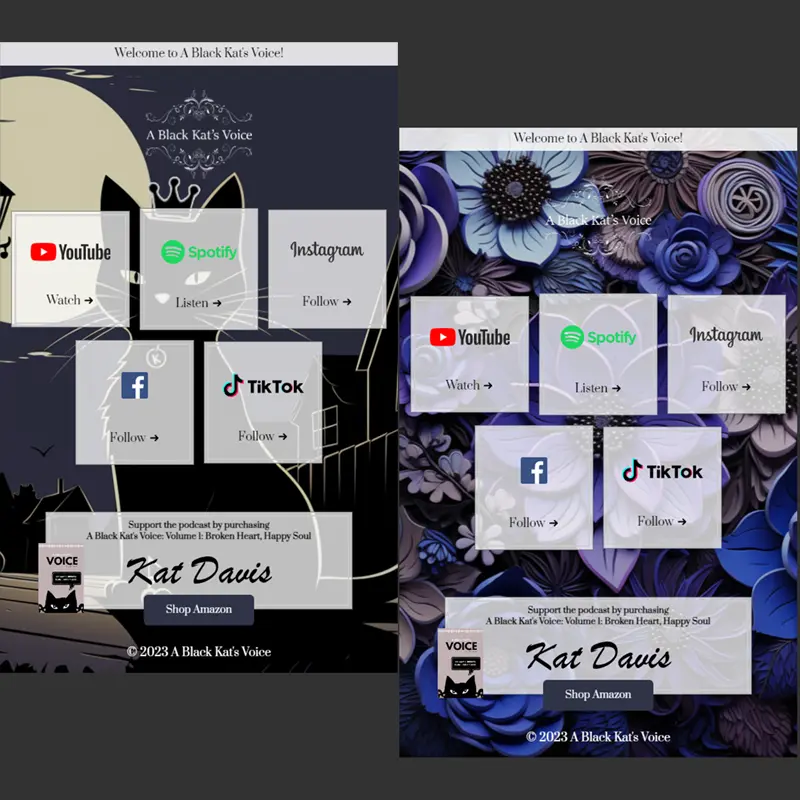 Welcome to A Black Kat's Voice!
A Black Kat's Voice
YouTube
Watch →
Spotify
Listen →
Instagram
Follow →
Follow →
TikTok
Follow →
Support the podcast by purchasing
A Black Kat's Voice: Volume 1: Broken Heart, Happy Soul
VOICE
Kat Davis
Shop Amazon
© 2023 A Black Kat's Voice
Welcome to A Black Kat's Voice!
A Black Kat's Voice
YouTube
Watch →
Spotify
Listen →
Instagram
Follow →
Follow →
TikTok
Follow →
Support the podcast by purchasing
A Black Kat's Voice: Volume 1: Broken Heart, Happy Soul
VOICE
Kat Davis
Shop Amazon
© 2023 A Black Kat's Voice